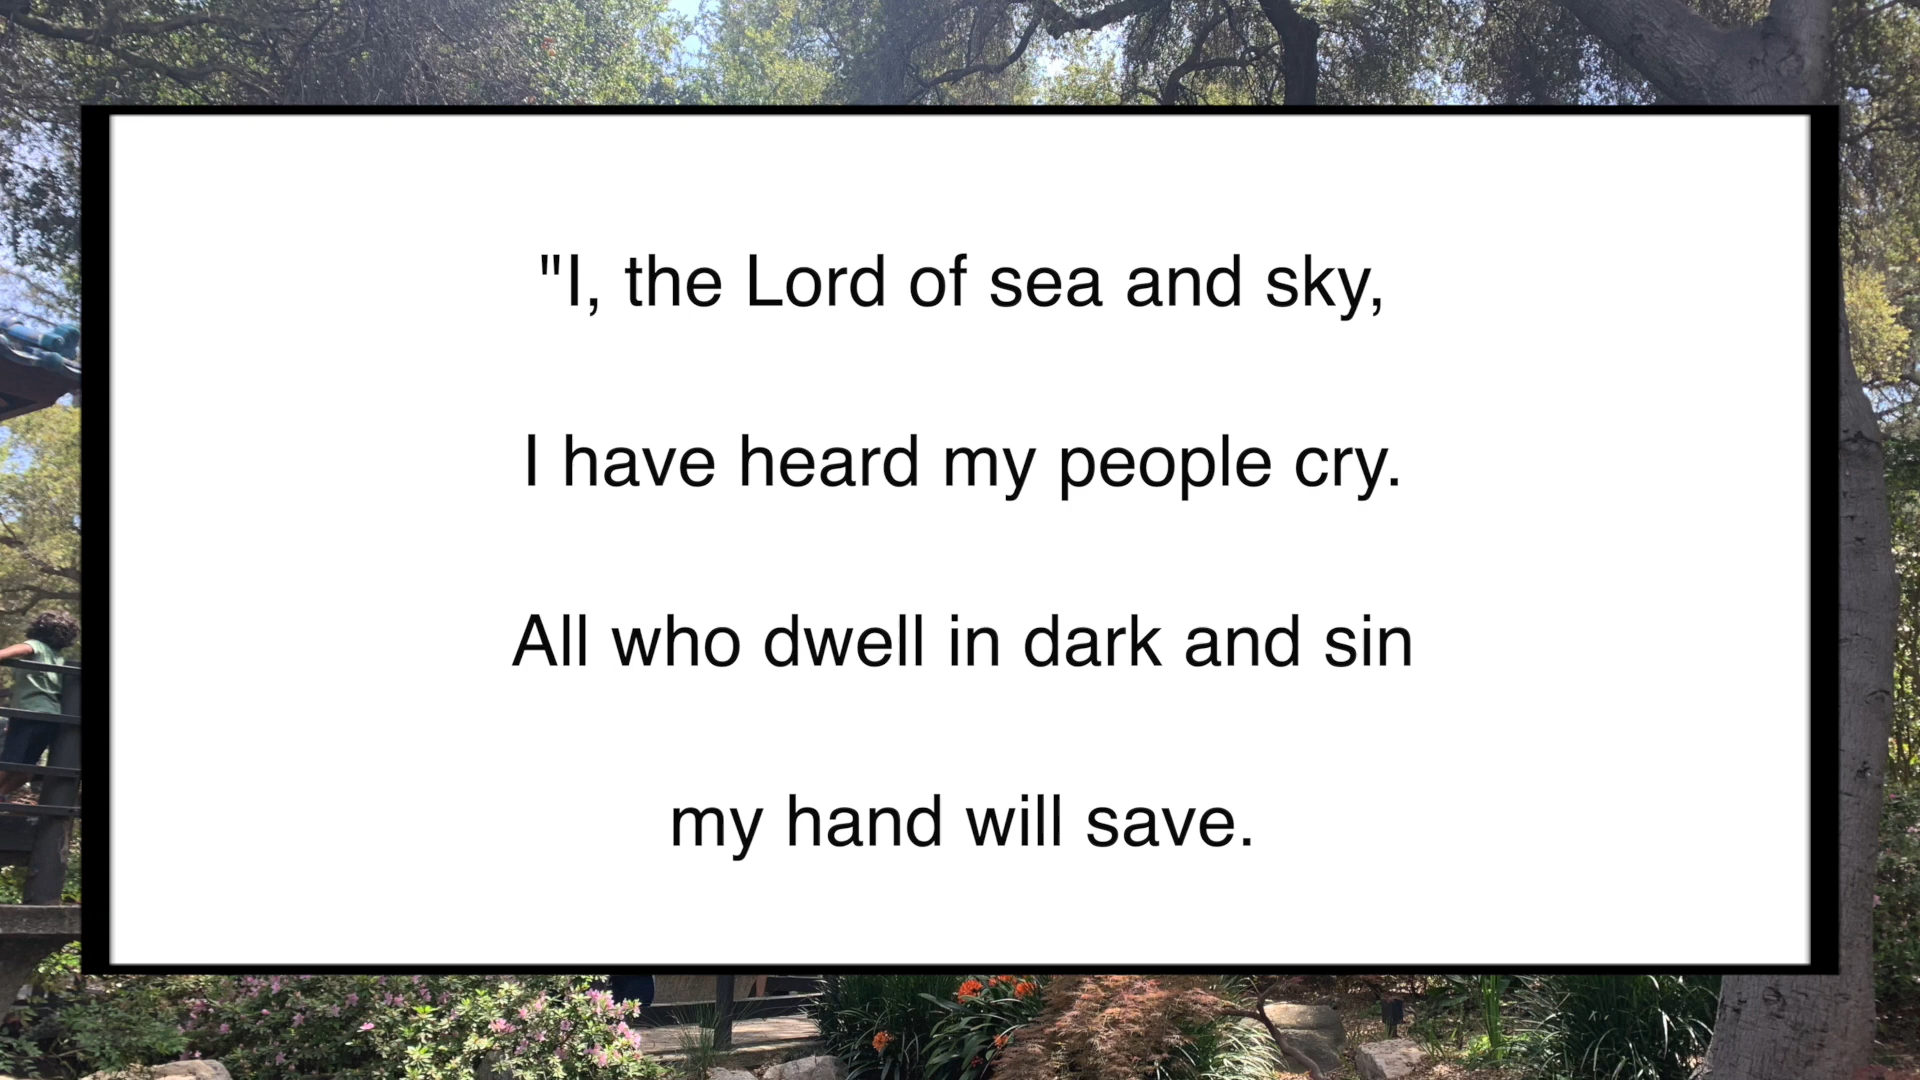 "I, the Lord of sea and sky,
I have heard my people cry.
All who dwell in dark and sin
my hand will save.